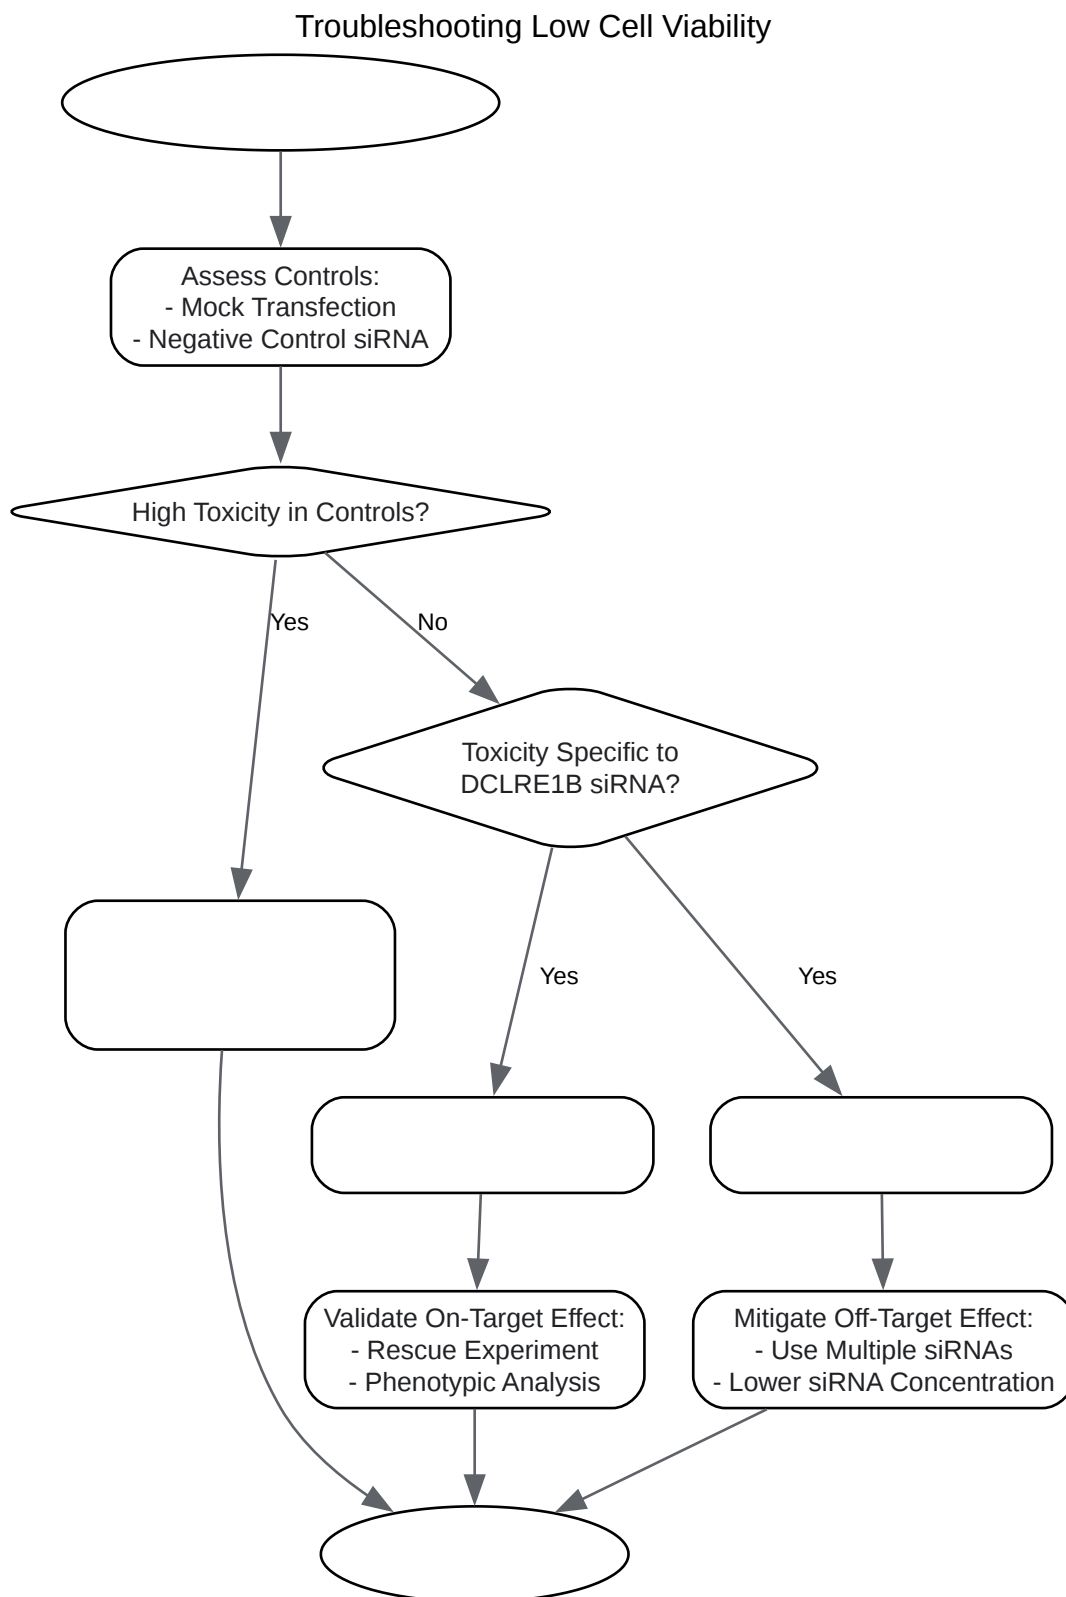 Troubleshooting Low Cell Viability
Assess Controls:
- Mock Transfection
- Negative Control siRNA
High Toxicity in Controls?
Yes
No
Toxicity Specific to
DCLRE1B siRNA?
Yes
Yes
Validate On-Target Effect:
- Rescue Experiment
- Phenotypic Analysis
Mitigate Off-Target Effect:
- Use Multiple siRNAs
- Lower siRNA Concentration